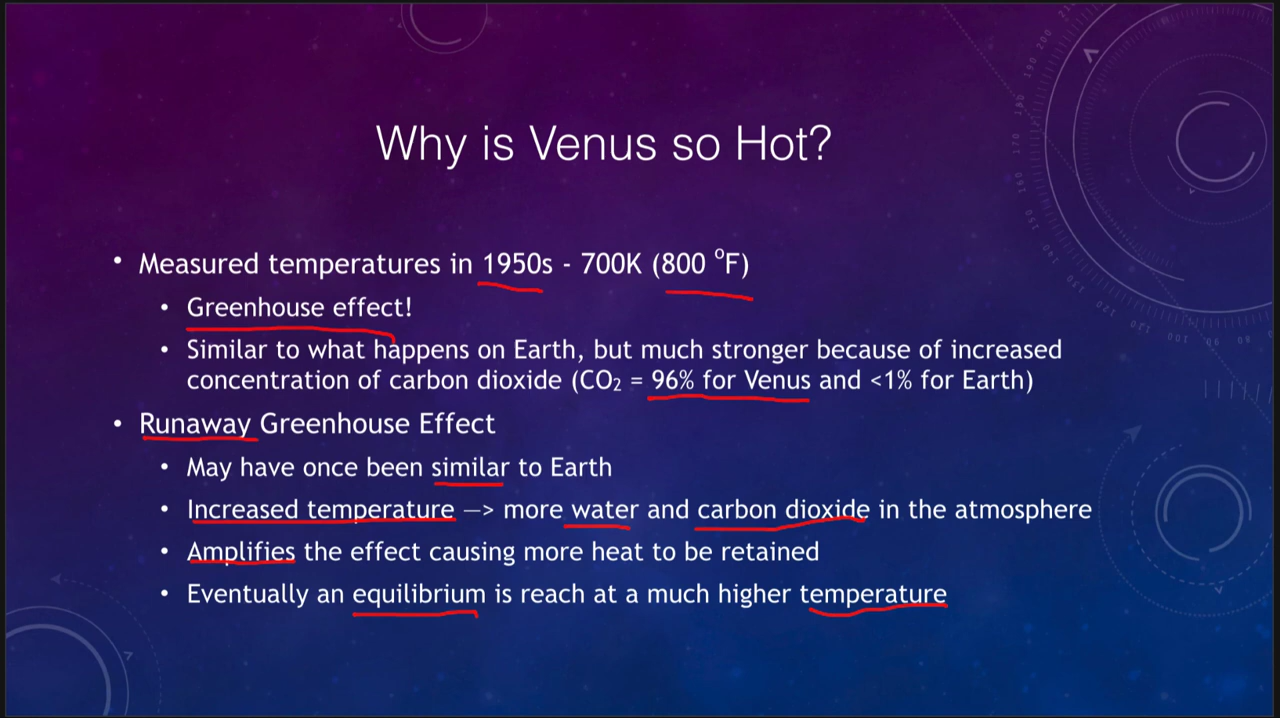 Why is Venus so Hot?
• Measured temperatures in 1950s - 700K (800 °F)
• Greenhouse effect!
• Similar to what happens on Earth, but much stronger because of increased
concentration of carbon dioxide (CO₂ = 96% for Venus and <1% for Earth)
• Runaway Greenhouse Effect
• May have once been similar to Earth
• Increased temperature —> more water and carbon dioxide in the atmosphere
• Amplifies the effect causing more heat to be retained
• Eventually an equilibrium is reach at a much higher temperature